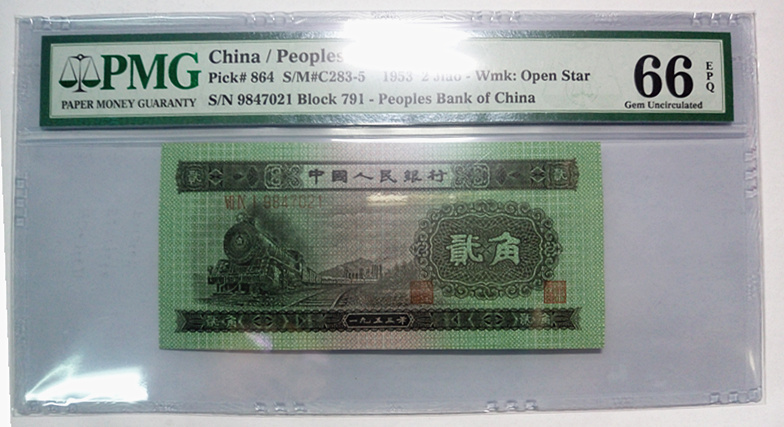 PMG
PAPER MONEY GUARANTY
China / Peoples
Pick# 864 S/M#C283-5 1953 2 Jiao - Wmk: Open Star
S/N 9847021 Block 791 - Peoples Bank of China
66
EPQ
Gem Uncirculated
中國人民銀行
9847021
貳角
一九五三年